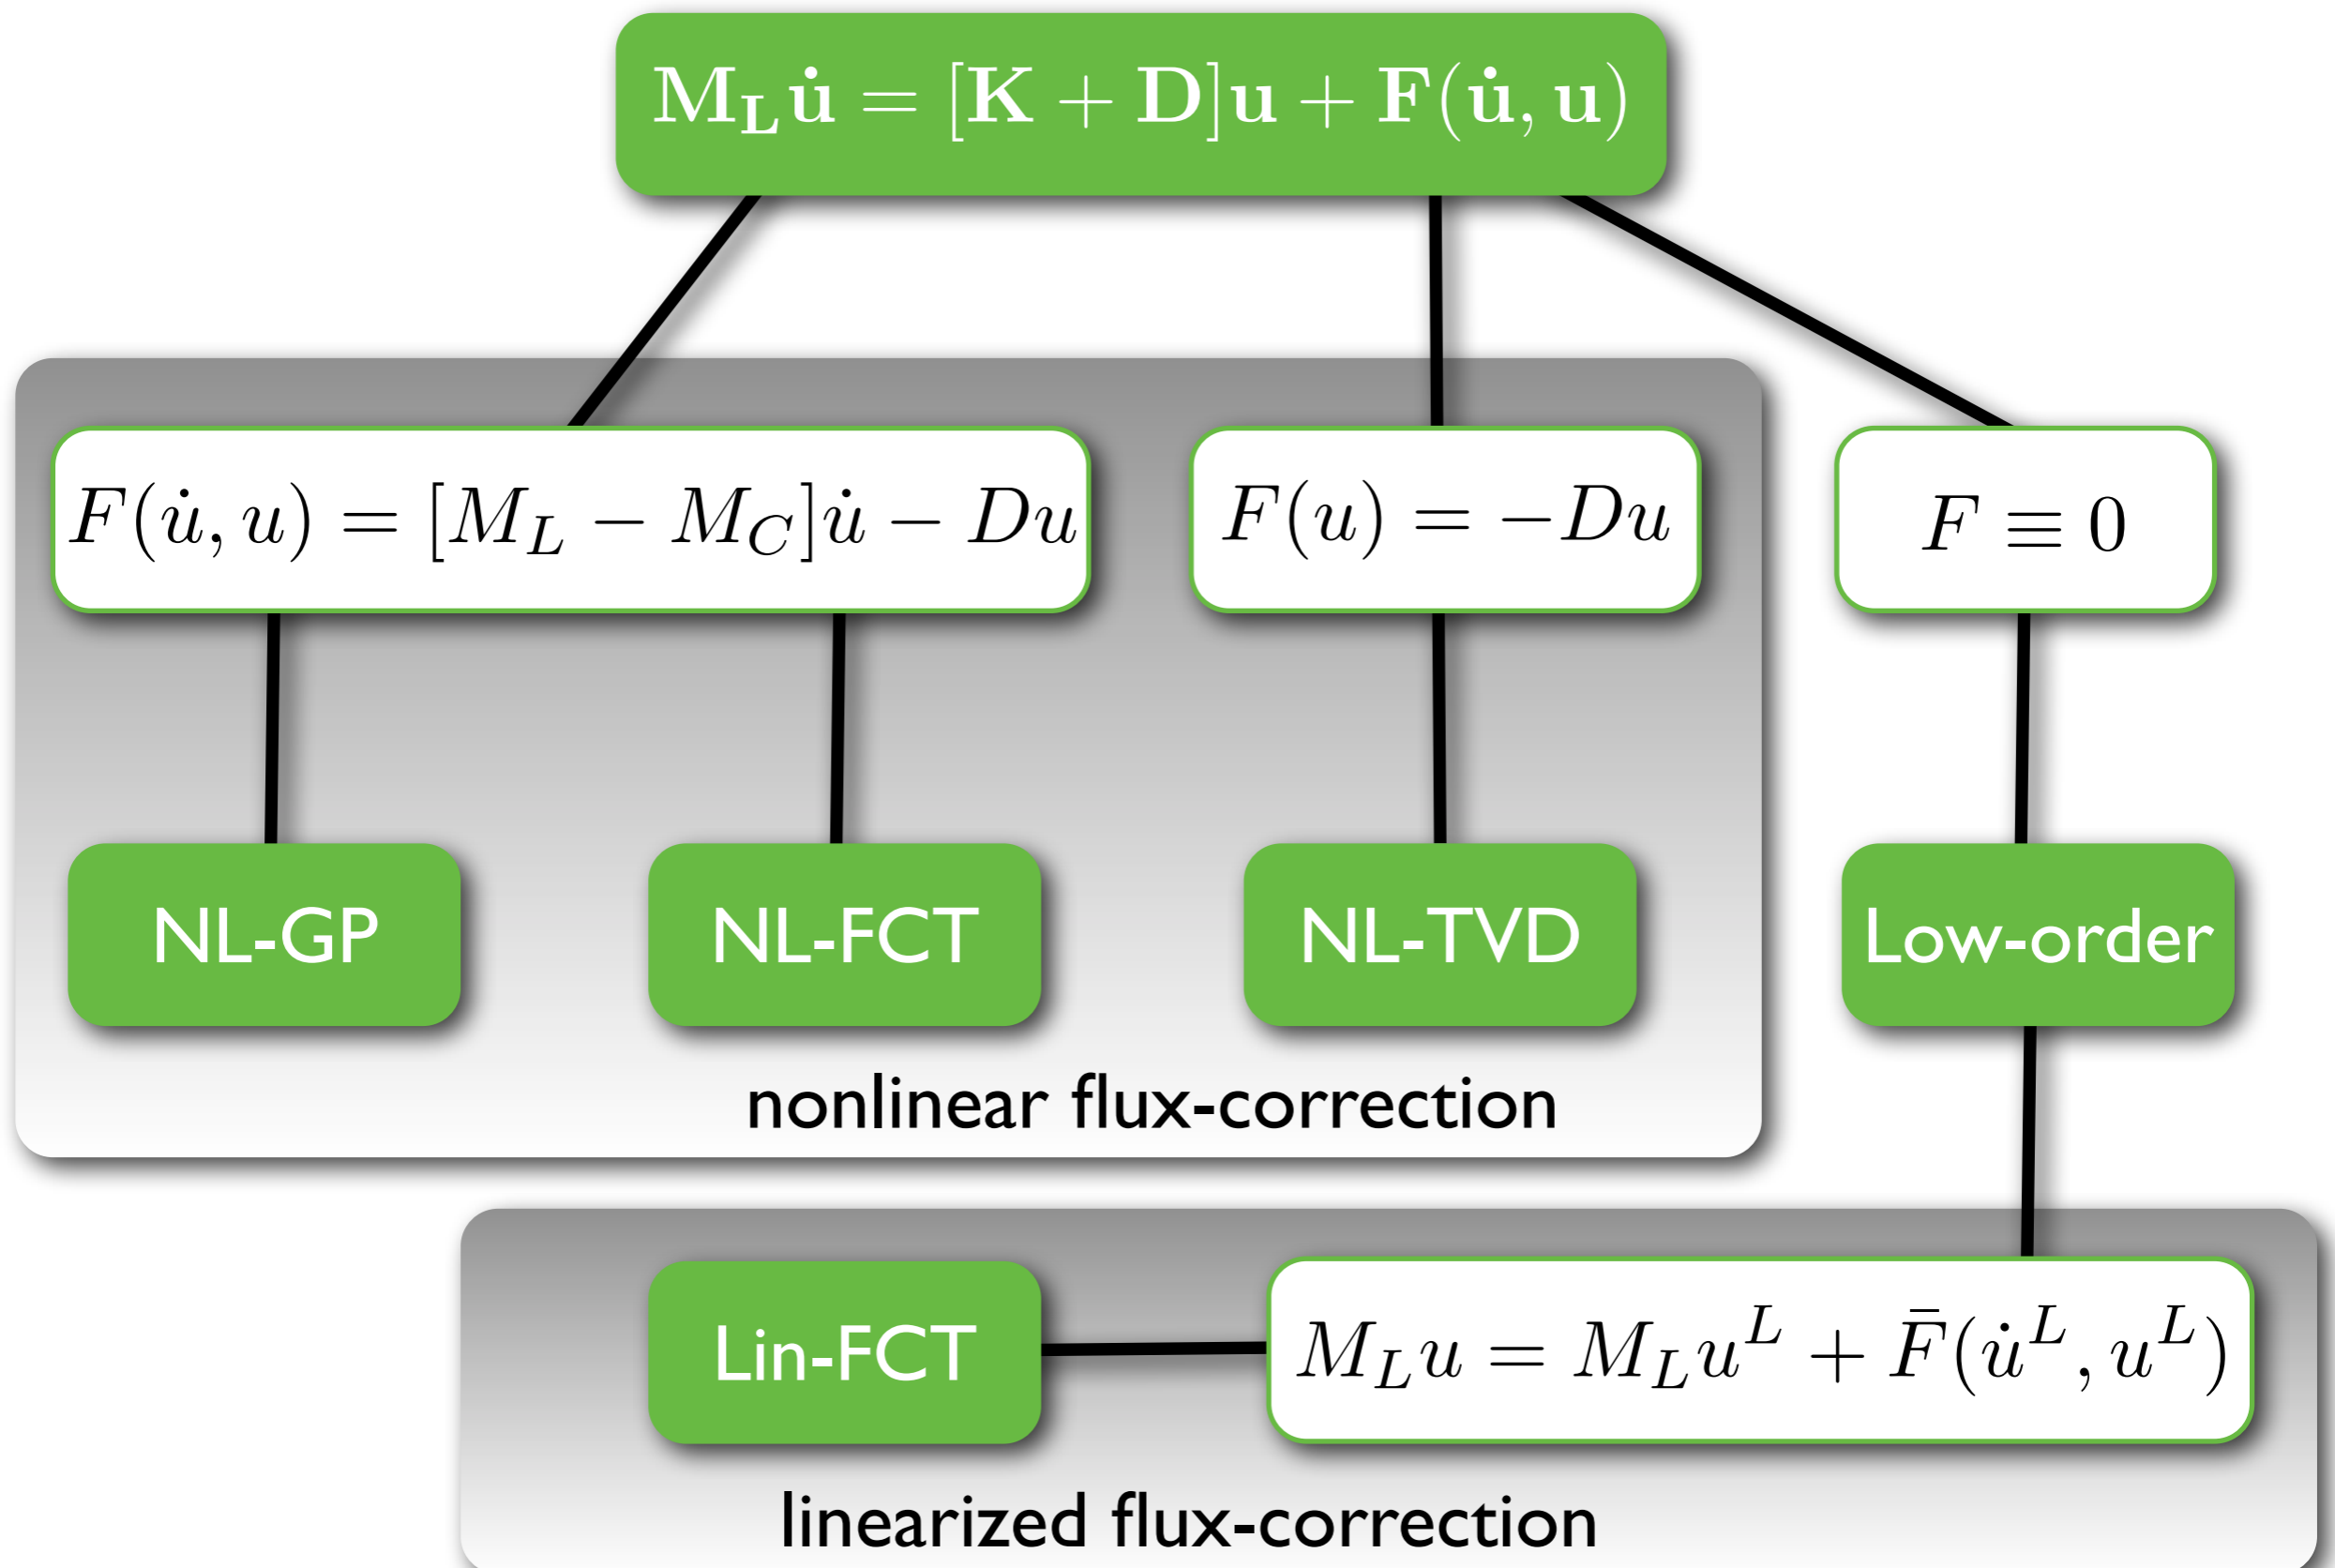 M_L u̇ = [K + D]u + F(u̇, u)
F(u̇, u) = [M_L − M_C]u̇ − Du
F(u) = −Du
F ≡ 0
NL-GP
NL-FCT
NL-TVD
Low-order
nonlinear flux-correction
Lin-FCT
M_L u = M_L u^L + F̄(u̇^L, u^L)
linearized flux-correction